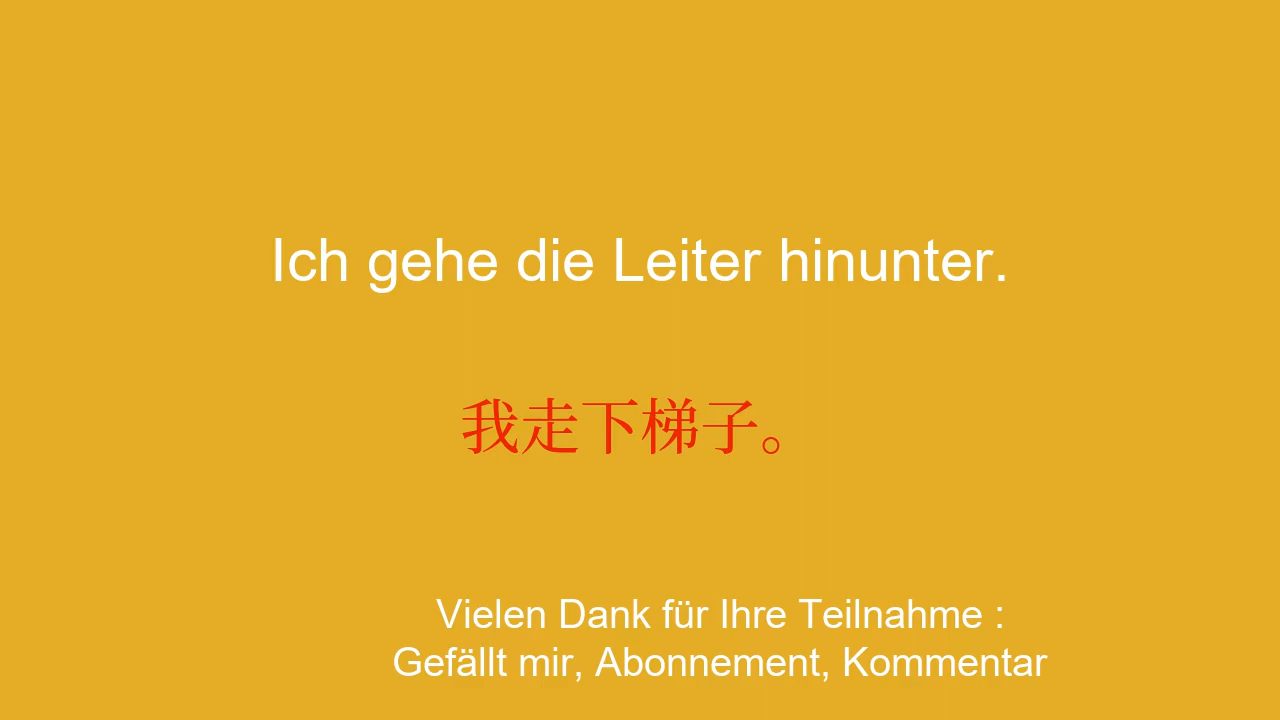 Ich gehe die Leiter hinunter.
我走下梯子。
Vielen Dank für Ihre Teilnahme :
Gefällt mir, Abonnement, Kommentar